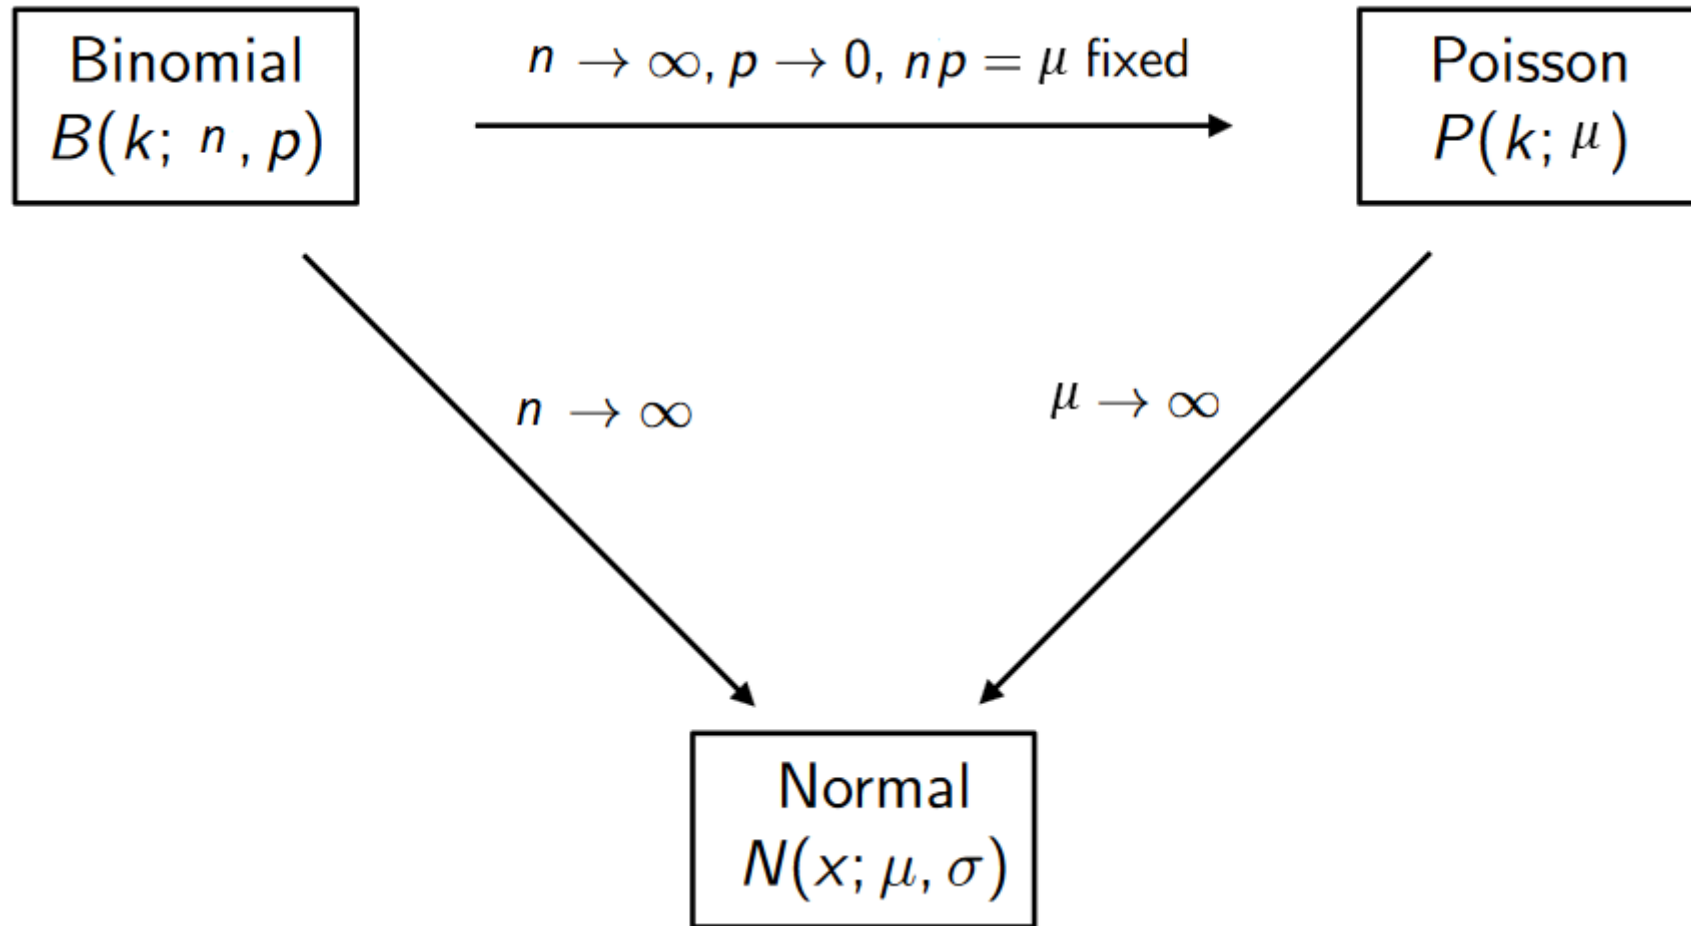 Binomial
B(k; n, p)
n → ∞, p → 0, np = μ fixed
Poisson
P(k; μ)
n → ∞
μ → ∞
Normal
N(x; μ, σ)